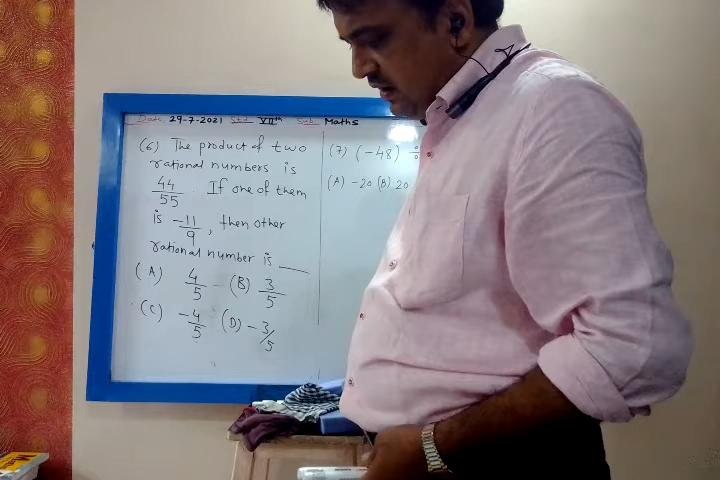 Date 29-7-2021 Std VIIth Sub: Maths
(6) The product of two
rational numbers is
44/55. If one of them
is -11/9, then other
rational number is ___
(A) 4/5 (B) 3/5
(C) -4/5 (D) -3/5
(7) (-48)
(A) -20 (B) 20